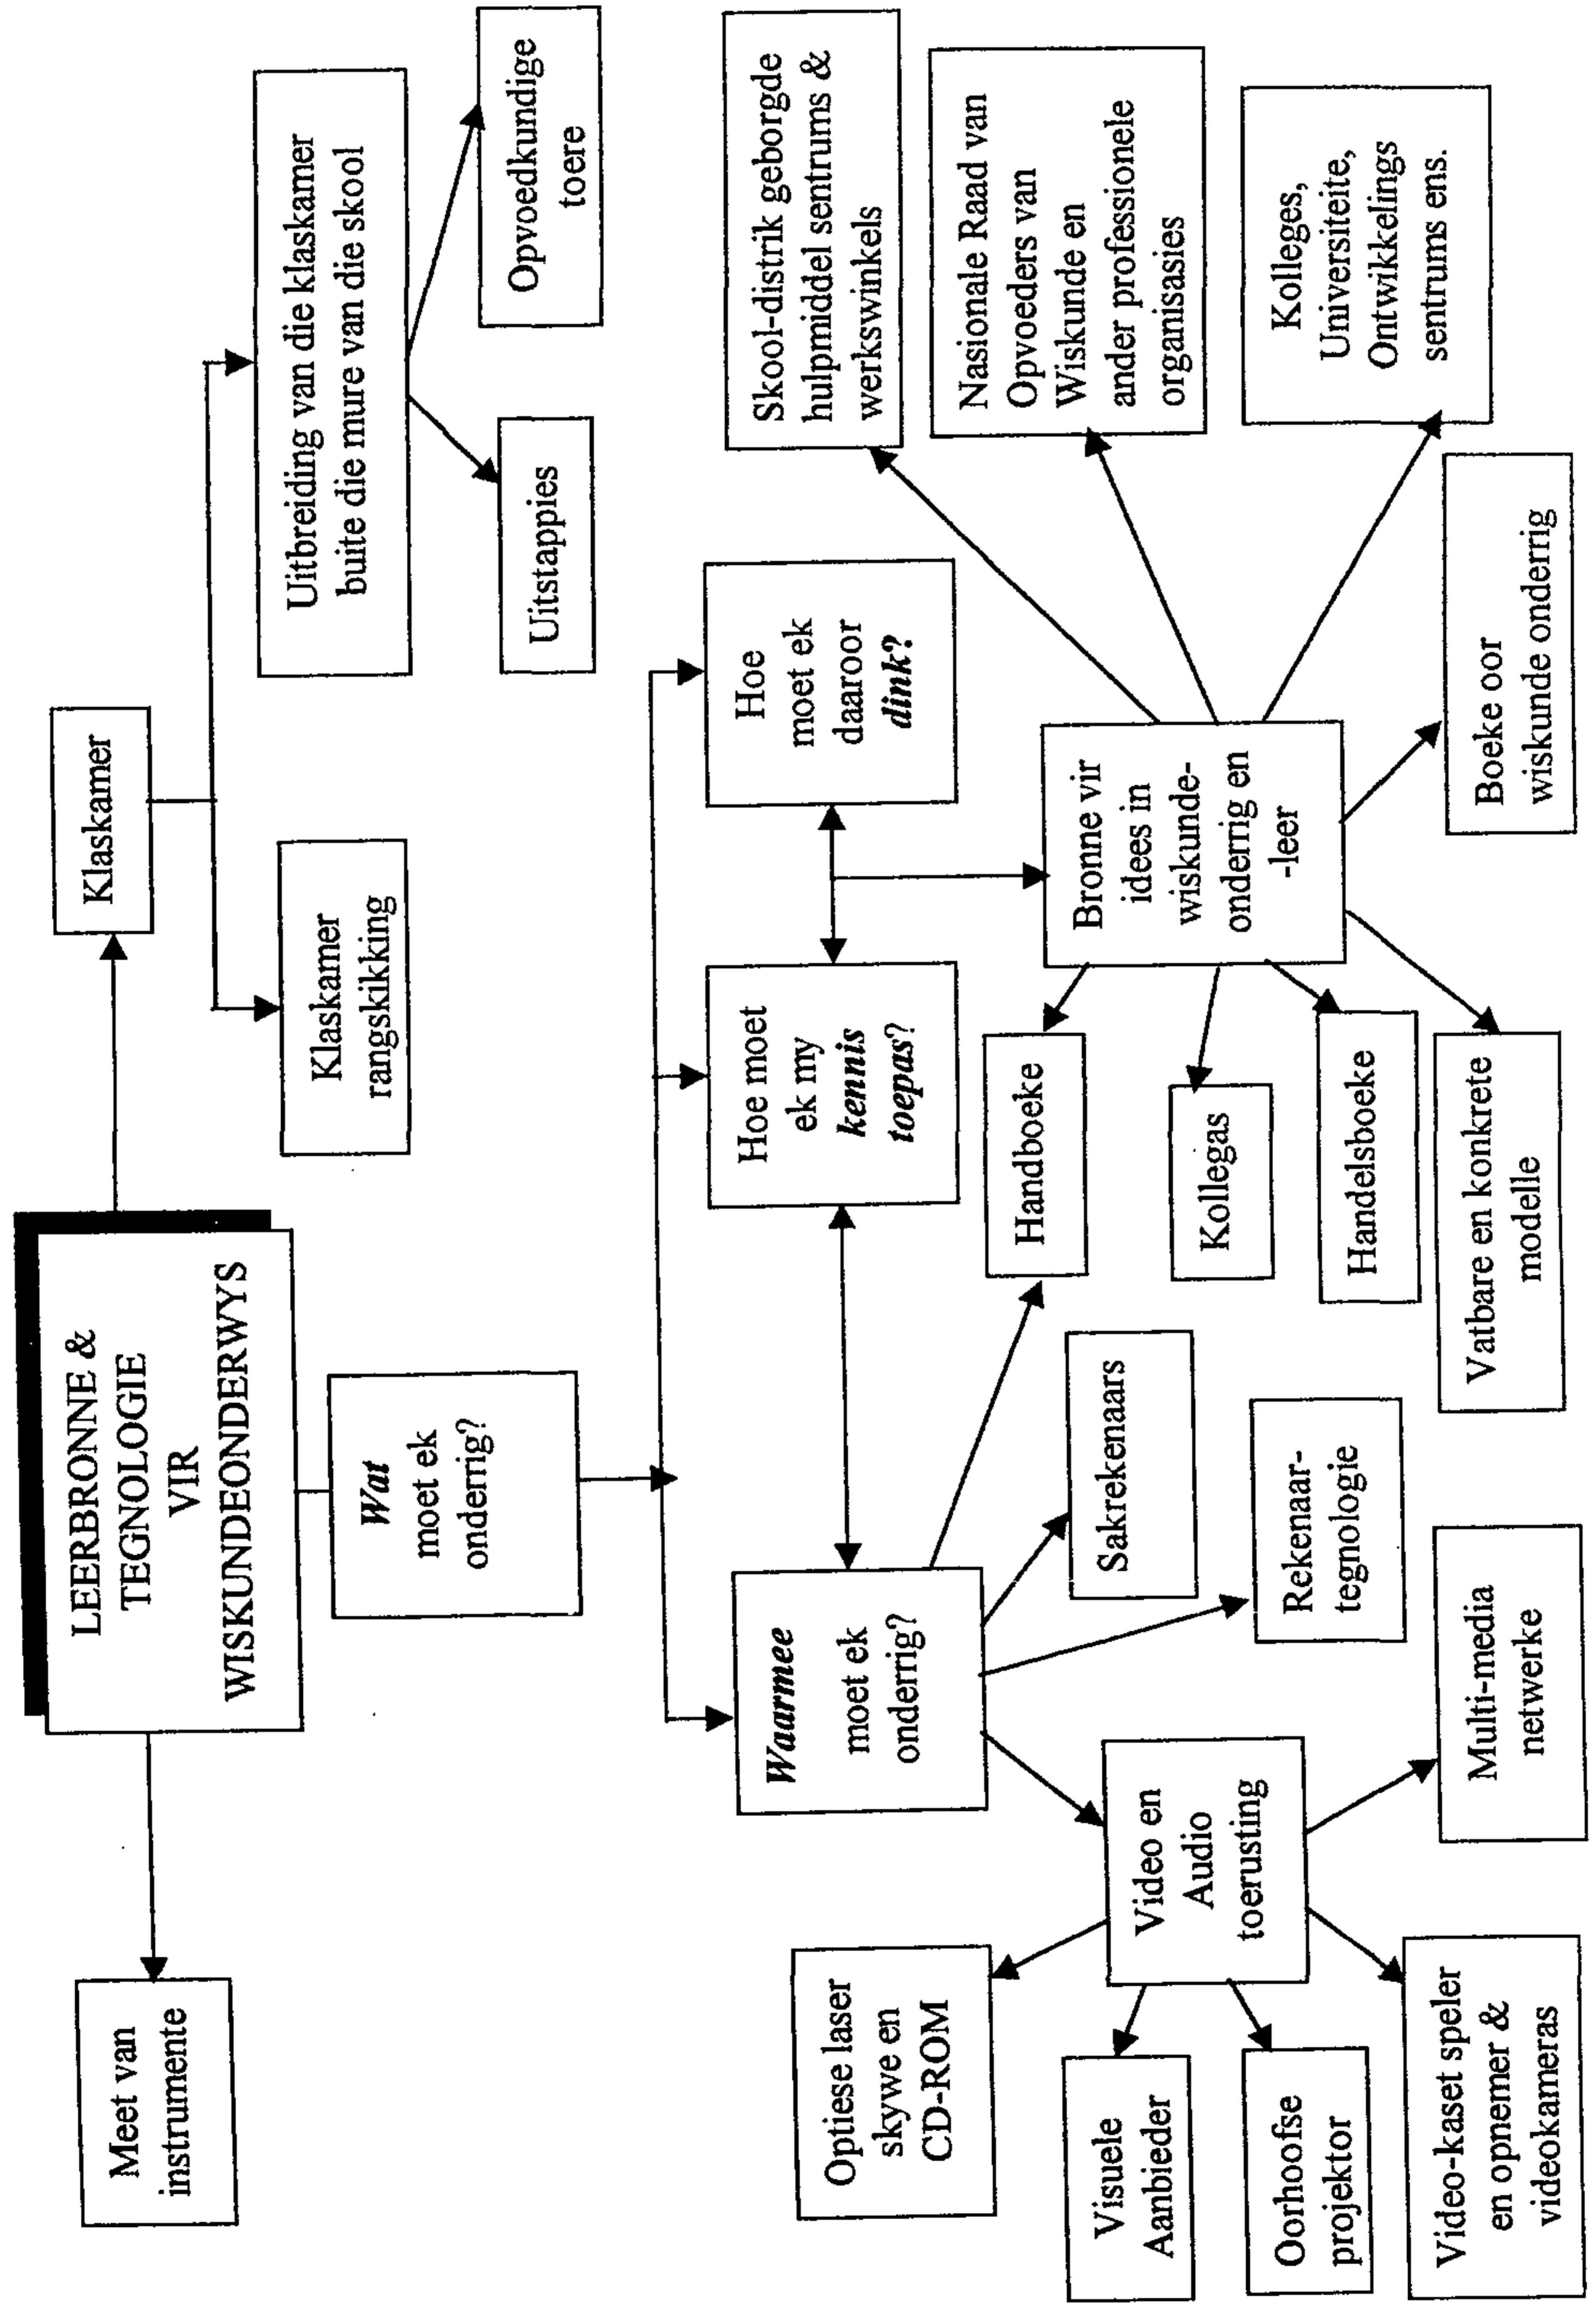 LEERBRONNE &
TEGNOLOGIE
VIR
WISKUNDEONDERWYS
Meet van
instrumente
Klaskamer
Klaskamer
rangskikking
Uitbreiding van die klaskamer
buite die mure van die skool
Uitstappies
Opvoedkundige
toere
Wat
moet ek
onderrig?
Waarmee
moet ek
onderrig?
Hoe moet
ek my
kennis
toepas?
Hoe
moet ek
daaroor
dink?
Optiese laser
skywe en
CD-ROM
Visuele
Aanbieder
Oorhoofse
projektor
Video-kaset speler
en opnemer &
videokameras
Video en
Audio
toerusting
Multi-media
netwerke
Rekenaar-
tegnologie
Sakrekenaars
Handboeke
Kollegas
Handelsboeke
Vatbare en konkrete
modelle
Bronne vir
idees in
wiskunde-
onderrig en
-leer
Boeke oor
wiskunde onderrig
Skool-distrik geborgde
hulpmiddel sentrums &
werkswinkels
Nasionale Raad van
Opvoeders van
Wiskunde en
ander professionele
organisasies
Kolleges,
Universiteite,
Ontwikkelings
sentrums ens.